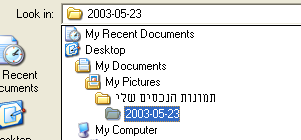 Look in: 2003-05-23
My Recent Documents
Desktop
My Documents
My Pictures
תמונות הנכסים שלי
2003-05-23
My Computer
Recent
cuments